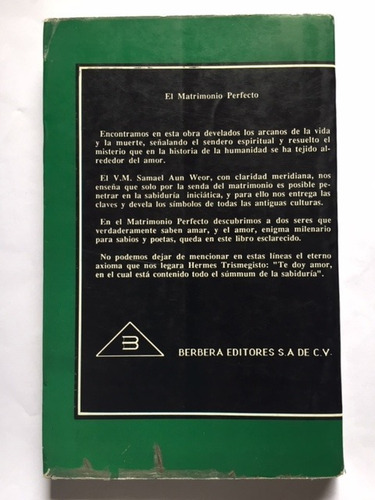 El Matrimonio Perfecto
Encontramos en esta obra develados los arcanos de la vida
y la muerte, señalando el sendero espiritual y resuelto el
misterio que en la historia de la humanidad se ha tejido al-
rededor del amor.
El V.M. Samael Aun Weor, con claridad meridiana, nos
enseña que solo por la senda del matrimonio es posible pe-
netrar en la sabiduría iniciática, y para ello nos entrega las
claves y devela los símbolos de todas las antiguas culturas.
En el Matrimonio Perfecto descubrimos a dos seres que
verdaderamente saben amar, y el amor, enigma milenario
para sabios y poetas, queda en este libro esclarecido.
No podemos dejar de mencionar en estas líneas el eterno
axioma que nos legara Hermes Trismegisto: "Te doy amor,
en el cual está contenido todo el súmmum de la sabiduría".
B
BERBERA EDITORES S.A DE C.V.